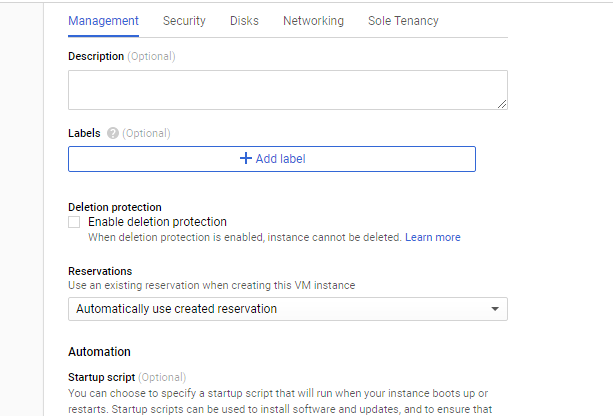 Management Security Disks Networking Sole Tenancy
Description (Optional)
Labels ? (Optional)
+ Add label
Deletion protection
Enable deletion protection
When deletion protection is enabled, instance cannot be deleted. Learn more
Reservations
Use an existing reservation when creating this VM instance
Automatically use created reservation
Automation
Startup script (Optional)
You can choose to specify a startup script that will run when your instance boots up or
restarts. Startup scripts can be used to install software and updates, and to ensure that